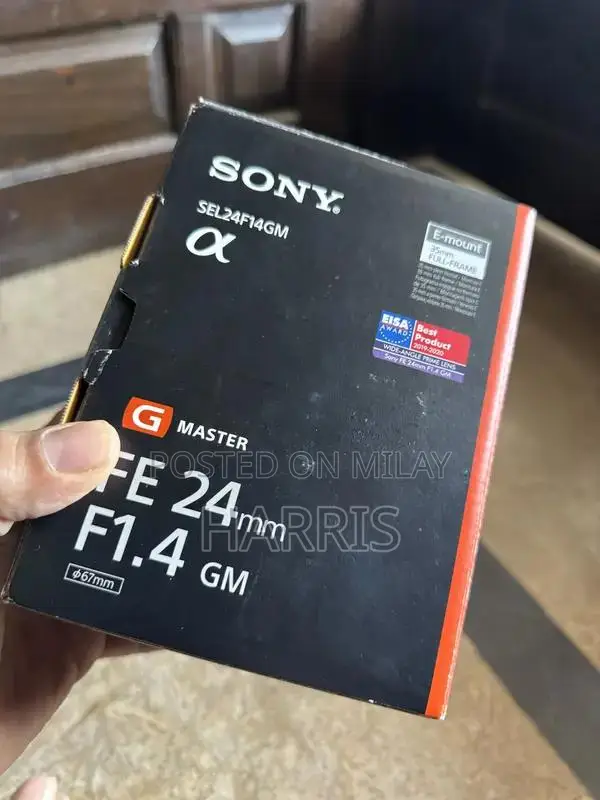 SONY.
SEL24F14GM
α
E-mount
35mm
FULL-FRAME
EISA
AWARD
Best
Product
2019-2020
WIDE-ANGLE PRIME LENS
Sony FE 24mm F1.4 GM
G MASTER
POSTED ON MILAY
FE 24mm
HARRIS
F1.4 GM
φ67mm